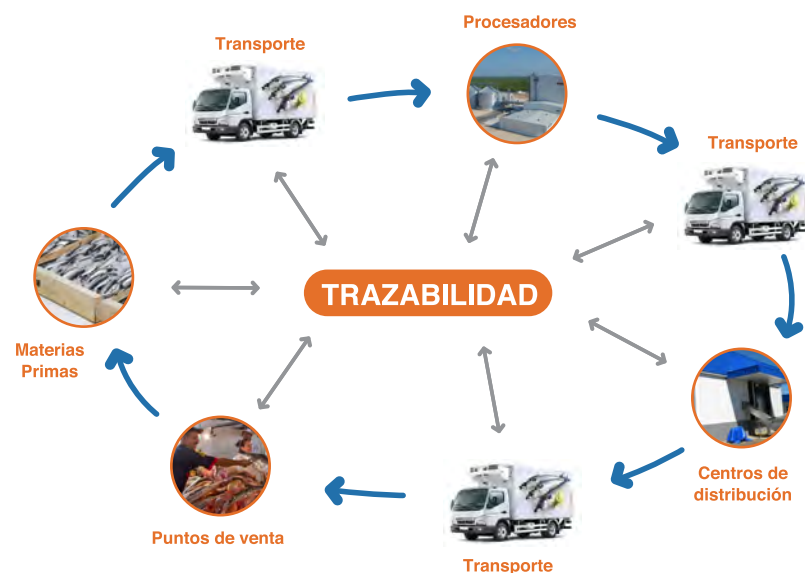 Procesadores
Transporte
Transporte
TRAZABILIDAD
Materias
Primas
Centros de
distribución
Puntos de venta
Transporte